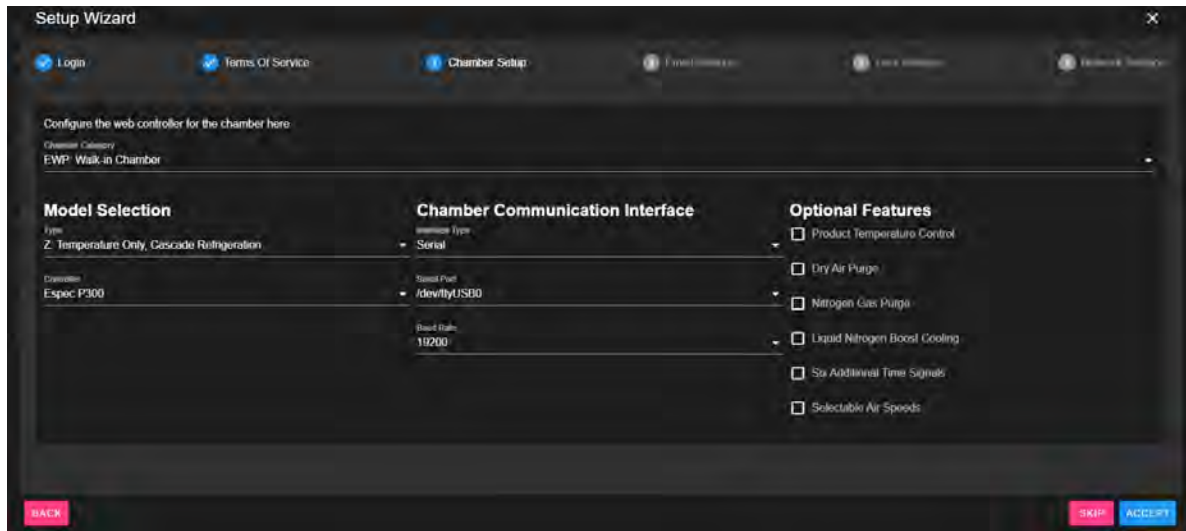 Setup Wizard
Login
Terms Of Service
Chamber Setup
Configure the web controller for the chamber here
Chamber Category
EWP: Walk-in Chamber
Model Selection
Type
Z: Temperature Only, Cascade Refrigeration
Controller
Espec P300
Chamber Communication Interface
Interface Type
Serial
Serial Port
/dev/ttyUSB0
Baud Rate
19200
Optional Features
Product Temperature Control
Dry Air Purge
Nitrogen Gas Purge
Liquid Nitrogen Boost Cooling
Six Additional Time Signals
Selectable Air Speeds
BACK
SKIP
ACCEPT